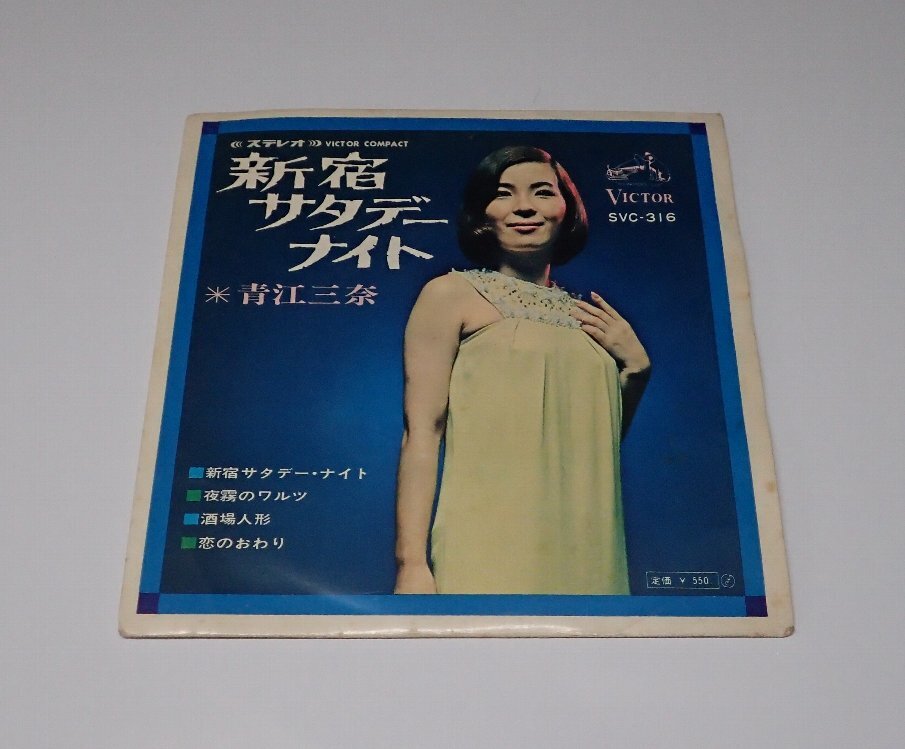 ステレオ VICTOR COMPACT
新宿
サタデー
ナイト
＊青江三奈
VICTOR
SVC-316
■新宿サタデー・ナイト
■夜霧のワルツ
■酒場人形
■恋のおわり
定価 ¥ 550